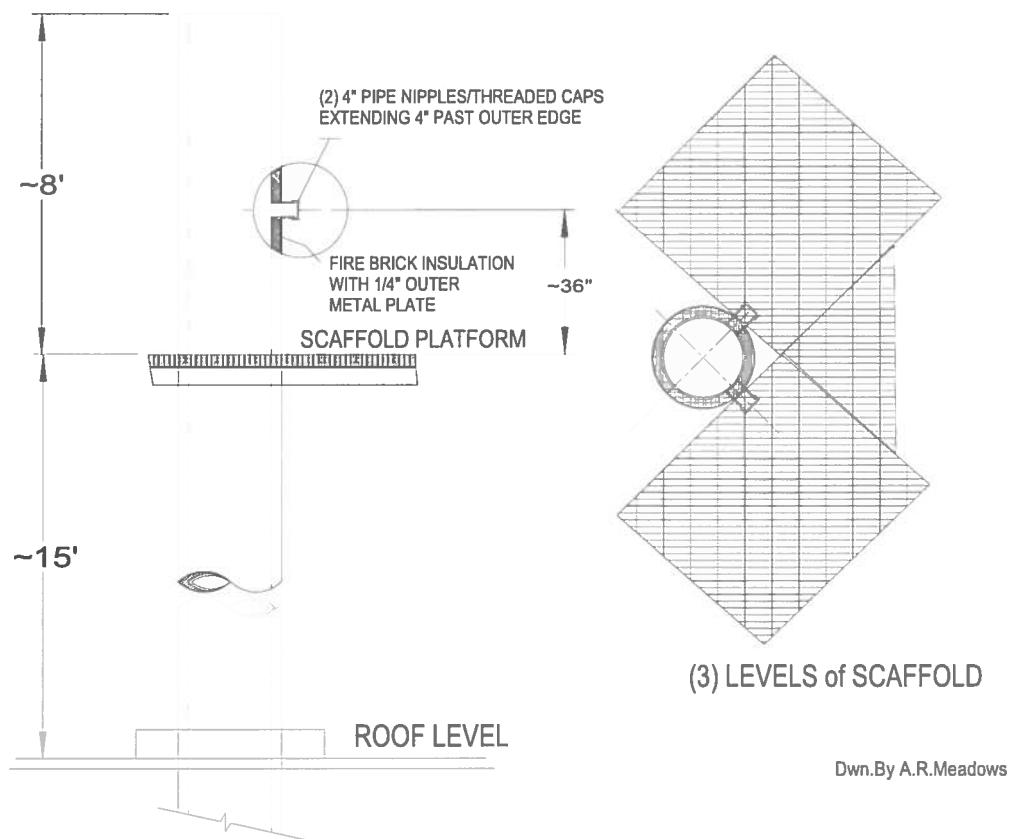 (2) 4" PIPE NIPPLES/THREADED CAPS
EXTENDING 4" PAST OUTER EDGE
~8'
FIRE BRICK INSULATION
WITH 1/4" OUTER
METAL PLATE
~36"
SCAFFOLD PLATFORM
~15'
(3) LEVELS of SCAFFOLD
ROOF LEVEL
Dwn.By A.R.Meadows